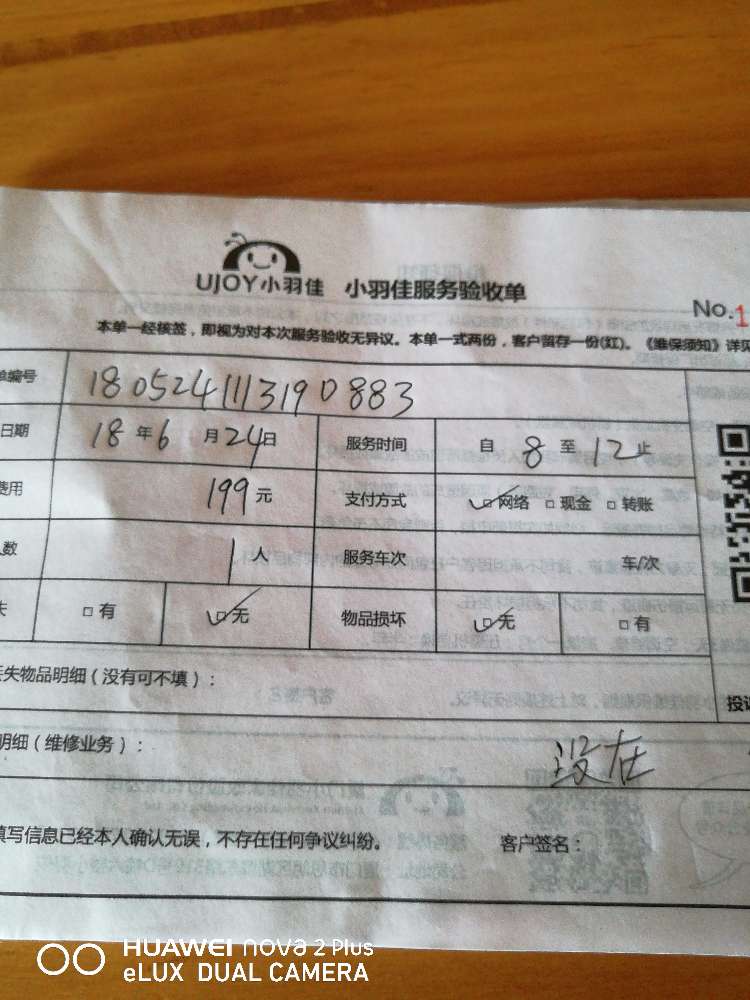 UJOY小羽佳 小羽佳服务验收单
No.1
本单一经核签，即视为对本次服务验收无异议。本单一式两份，客户留存一份(红)。《维保须知》详见
单编号 180524111319 0883
日期 18年6月24日 服务时间 自8至12止
费用 199元 支付方式 ☑网络 □现金 □转账
人数 1人 服务车次 车/次
失 □有 ☑无 物品损坏 ☑无 □有
丢失物品明细(没有可不填)：
投诉
明细(维修业务)： 没在
填写信息已经本人确认无误，不存在任何争议纠纷。 客户签名：
HUAWEI nova 2 Plus
eLUX DUAL CAMERA